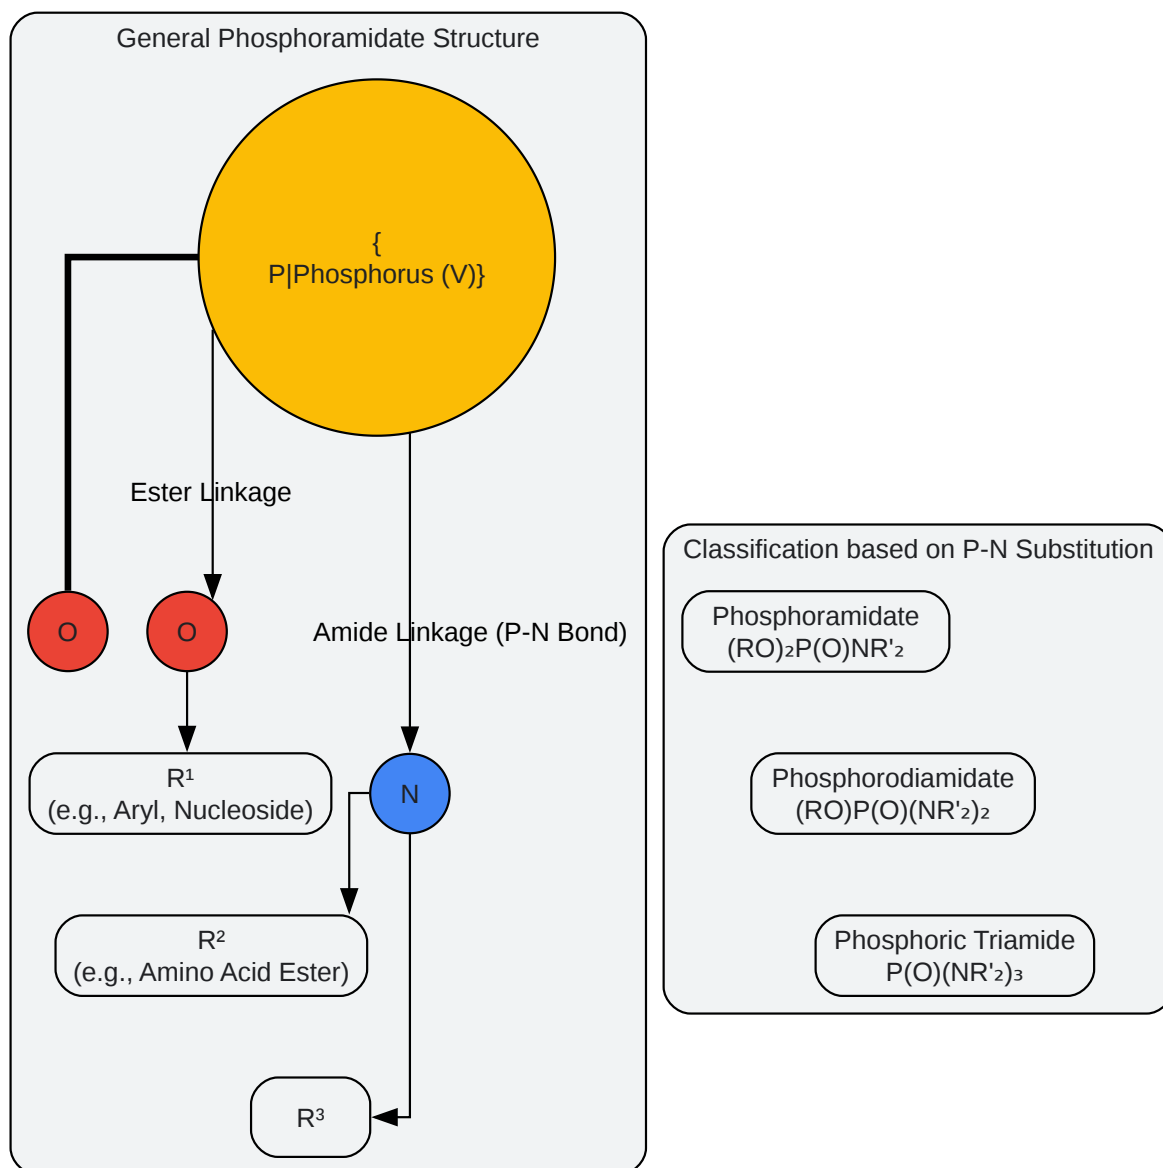 General Phosphoramidate Structure
{
P|Phosphorus (V)}
Ester Linkage
O
O
Amide Linkage (P-N Bond)
R¹
(e.g., Aryl, Nucleoside)
N
R²
(e.g., Amino Acid Ester)
R³
Classification based on P-N Substitution
Phosphoramidate
(RO)₂P(O)NR'₂
Phosphorodiamidate
(RO)P(O)(NR'₂)₂
Phosphoric Triamide
P(O)(NR'₂)₃